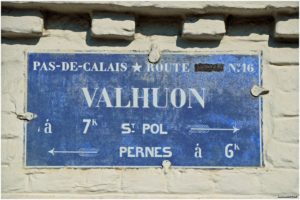 PAS-DE-CALAIS ★ ROUTE N: 16
VALHUON
à 7K ST POL
PERNES à 6K